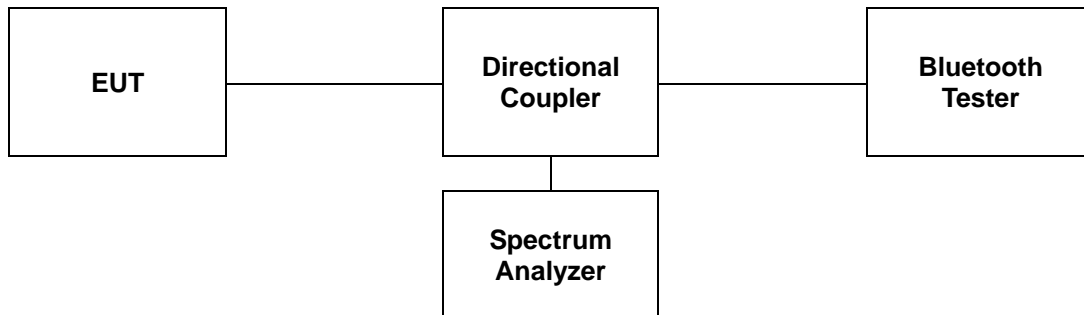 EUT
Directional
Coupler
Bluetooth
Tester
Spectrum
Analyzer